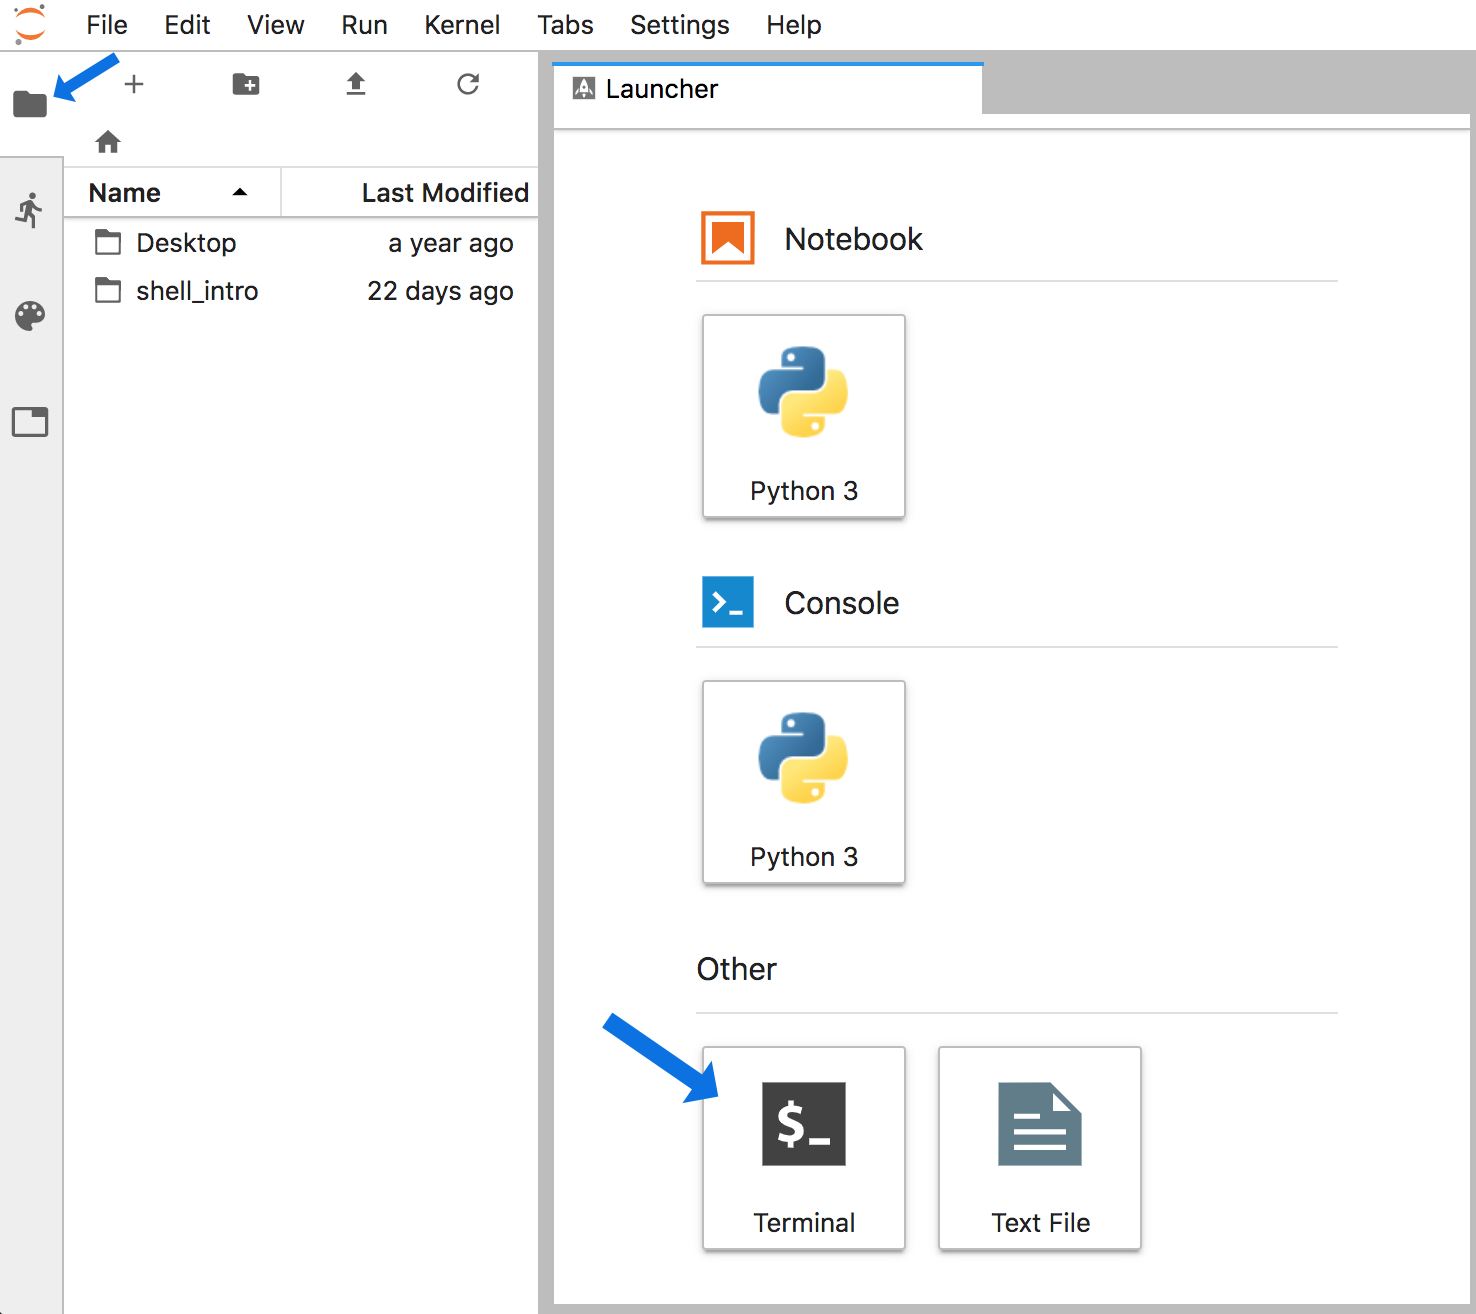 File Edit View Run Kernel Tabs Settings Help
Launcher
Name Last Modified
Desktop a year ago
shell_intro 22 days ago
Notebook
Python 3
Console
Python 3
Other
$_
Terminal
Text File